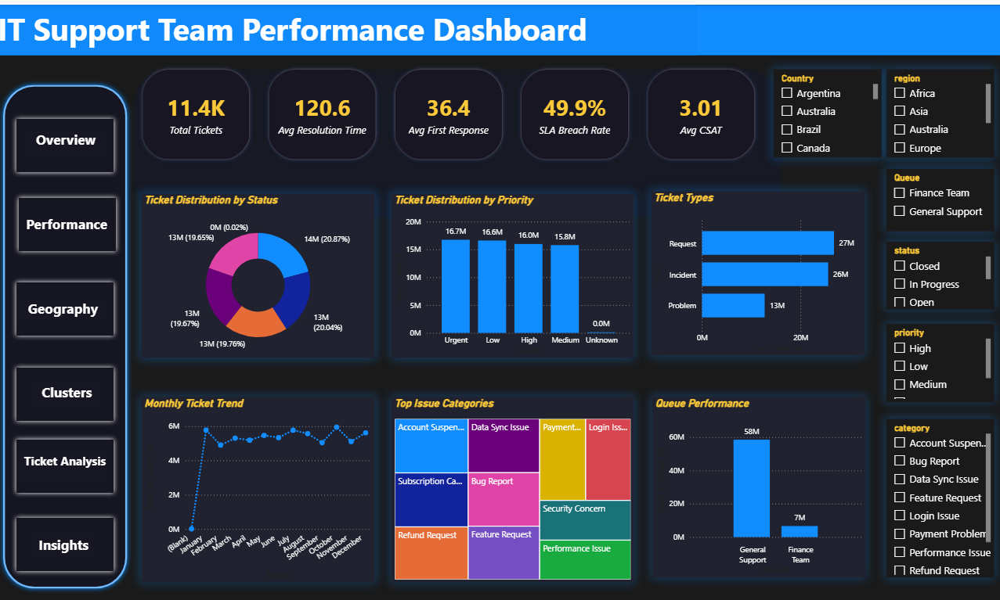 IT Support Team Performance Dashboard
Overview
Performance
Geography
Clusters
Ticket Analysis
Insights
11.4K
Total Tickets
120.6
Avg Resolution Time
36.4
Avg First Response
49.9%
SLA Breach Rate
3.01
Avg CSAT
Country
Argentina
Australia
Brazil
Canada
region
Africa
Asia
Australia
Europe
Queue
Finance Team
General Support
status
Closed
In Progress
Open
priority
High
Low
Medium
category
Account Suspen...
Bug Report
Data Sync Issue
Feature Request
Login Issue
Payment Problem
Performance Issue
Refund Request
Ticket Distribution by Status
0M (0.02%)
13M (19.65%)
14M (20.87%)
13M
(19.67%)
13M
(20.04%)
13M (19.76%)
Ticket Distribution by Priority
20M
15M
10M
5M
0M
16.7M
16.6M
16.0M
15.8M
0.0M
Urgent
Low
High
Medium
Unknown
Ticket Types
Request
27M
Incident
26M
Problem
13M
0M
20M
Monthly Ticket Trend
6M
4M
2M
0M
(Blank)
January
February
March
April
May
June
July
August
September
October
November
December
Top Issue Categories
Account Suspen...
Data Sync Issue
Payment...
Login Iss...
Subscription Ca...
Bug Report
Security Concern
Refund Request
Feature Request
Performance Issue
Queue Performance
60M
40M
20M
0M
58M
7M
General
Support
Finance
Team